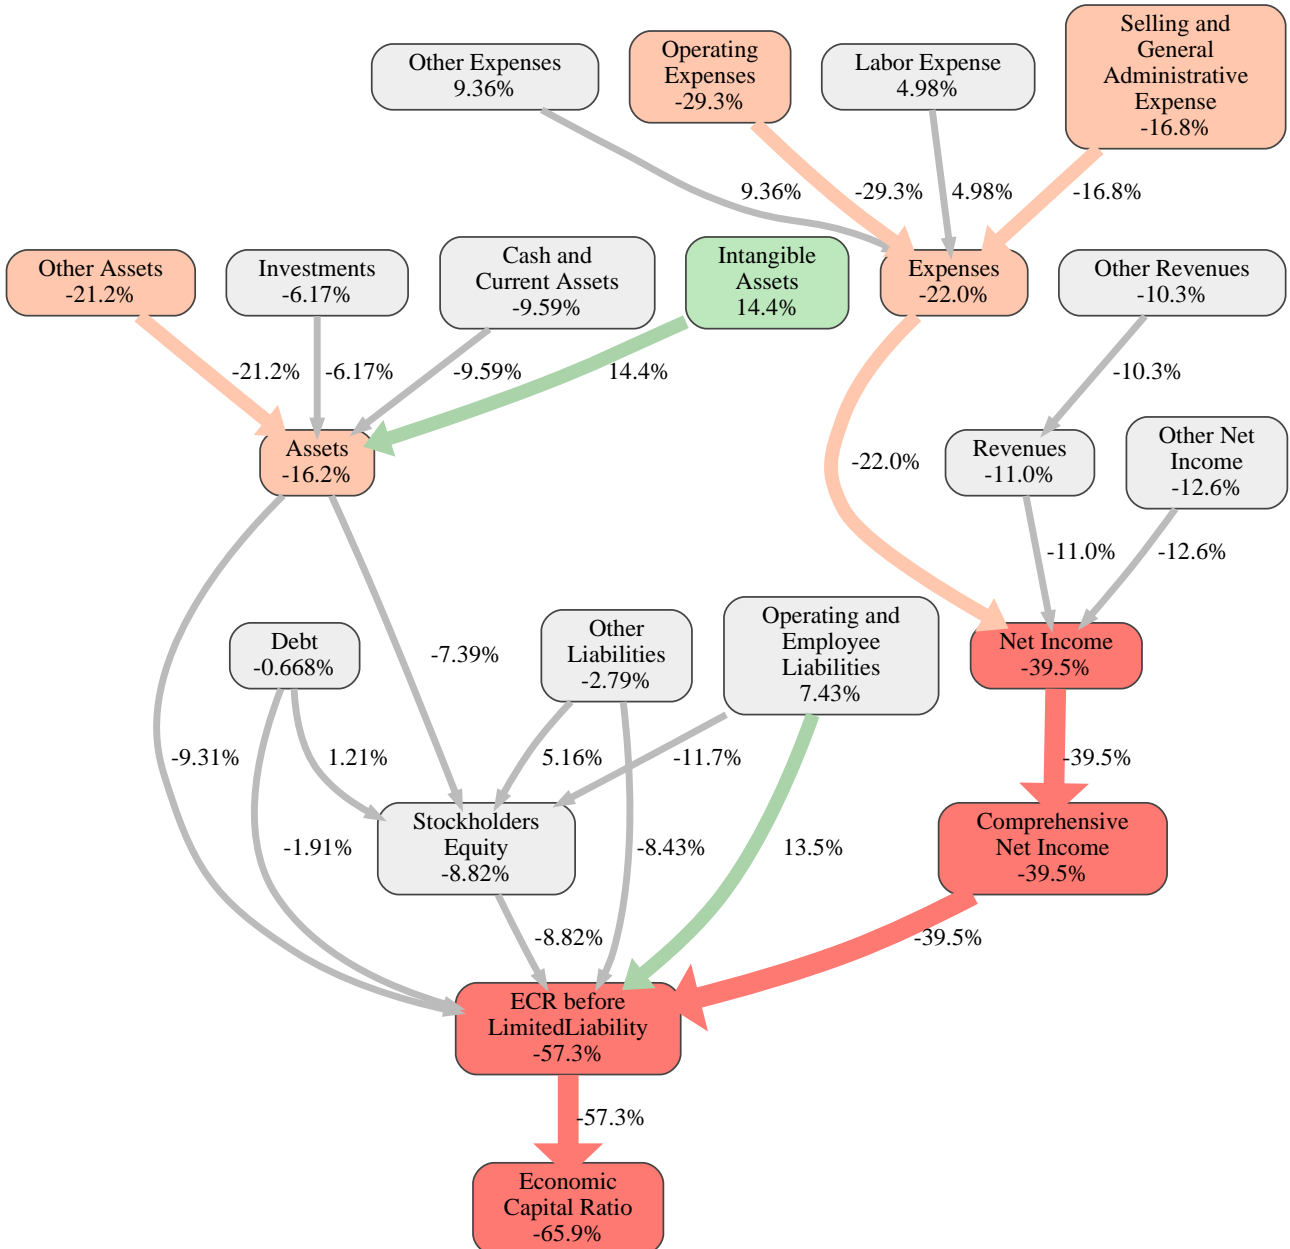 Other Expenses
9.36%
Operating
Expenses
-29.3%
Labor Expense
4.98%
Selling and
General
Administrative
Expense
-16.8%
9.36%
-29.3%
4.98%
-16.8%
Other Assets
-21.2%
Investments
-6.17%
Cash and
Current Assets
-9.59%
Intangible
Assets
14.4%
Expenses
-22.0%
Other Revenues
-10.3%
-21.2%
-6.17%
-9.59%
14.4%
-10.3%
Assets
-16.2%
-22.0%
Revenues
-11.0%
Other Net
Income
-12.6%
-11.0%
-12.6%
Debt
-0.668%
-7.39%
Other
Liabilities
-2.79%
Operating and
Employee
Liabilities
7.43%
Net Income
-39.5%
-9.31%
1.21%
5.16%
-11.7%
-39.5%
-1.91%
Stockholders
Equity
-8.82%
-8.43%
13.5%
Comprehensive
Net Income
-39.5%
-8.82%
-39.5%
ECR before
LimitedLiability
-57.3%
-57.3%
Economic
Capital Ratio
-65.9%